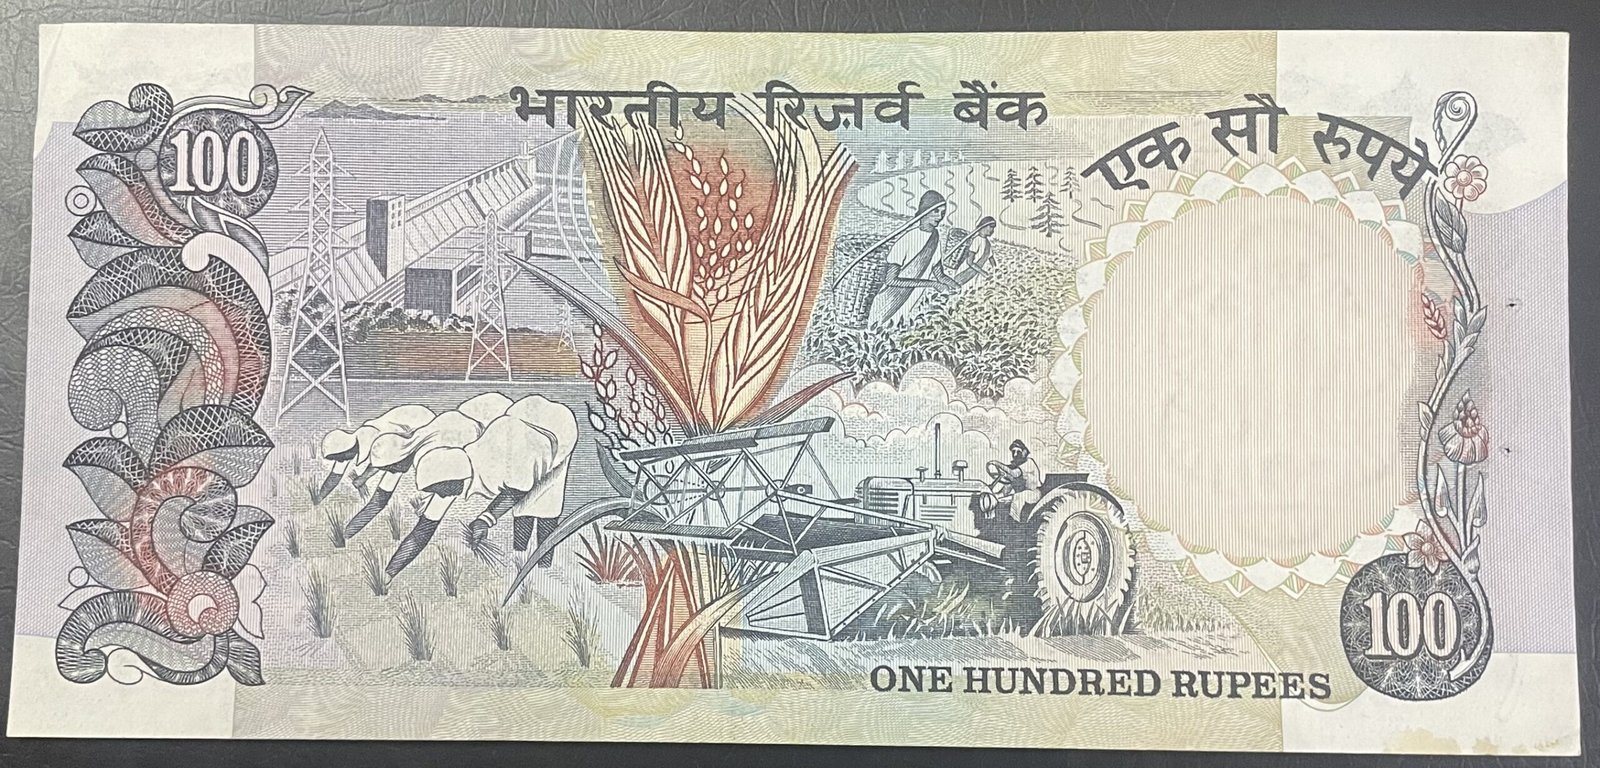 भारतीय रिज़र्व बैंक
एक सौ रुपये
100
ONE HUNDRED RUPEES
100